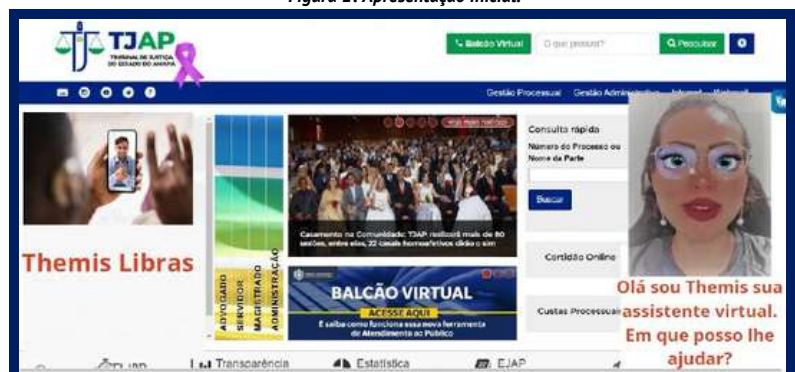 Figura 1: Apresentação inicial.
TJAP
TRIBUNAL DE JUSTIÇA
DO ESTADO DO AMAPÁ
Balcão Virtual
O que procura?
Pesquisar
Gestão Processual
Gestão Administrativa
Themis Libras
ADVOGADO
SERVIDOR
MAGISTRADO
ADMINISTRAÇÃO
Casamento na Comunidade: TJAP realizará mais de 80
uniões, entre elas, 22 casais homoafetivos dirão o sim
BALCÃO VIRTUAL
ACESSE AQUI
E saiba como funciona essa nova ferramenta
de Atendimento ao Público
Consulta rápida
Número do Processo ou
Nome da Parte
Buscar
Certidão Online
Custas Processuais
Olá sou Themis sua
assistente virtual.
Em que posso lhe
ajudar?
Transparência
Estatística
EJAP